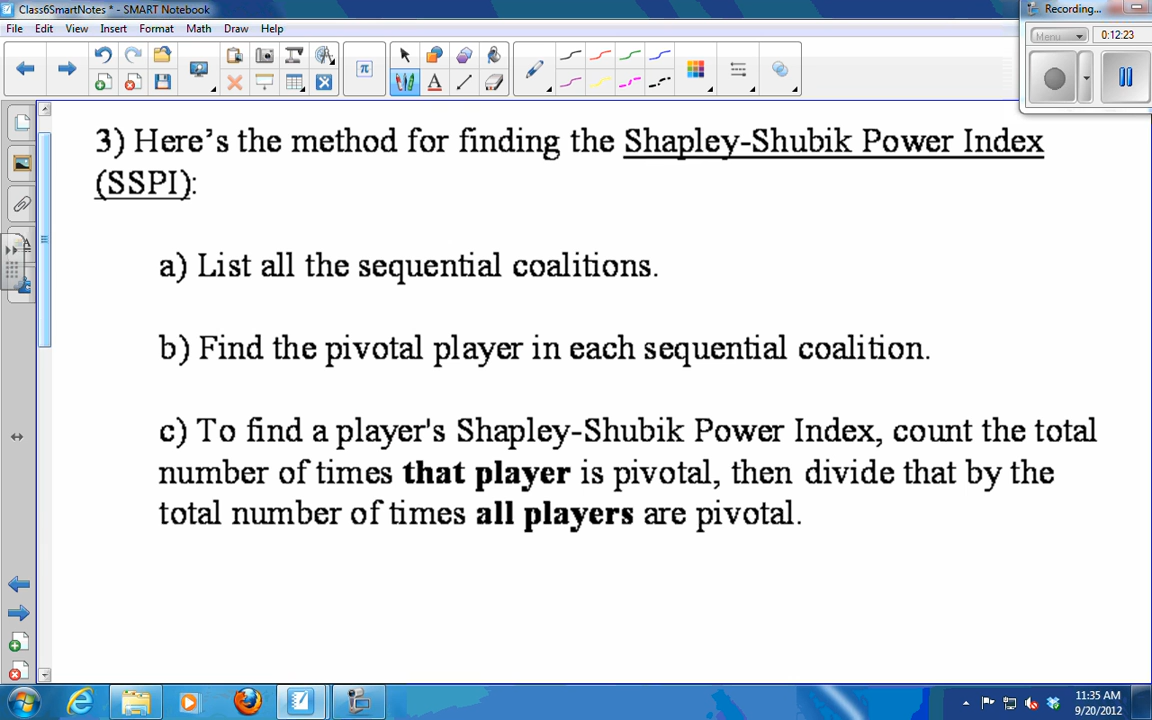 Class6SmartNotes * - SMART Notebook
Recording...
File Edit View Insert Format Math Draw Help
Menu
0:12:23
π
A
3) Here’s the method for finding the Shapley-Shubik Power Index
(SSPI):
a) List all the sequential coalitions.
b) Find the pivotal player in each sequential coalition.
c) To find a player's Shapley-Shubik Power Index, count the total
number of times that player is pivotal, then divide that by the
total number of times all players are pivotal.
11:35 AM
9/20/2012